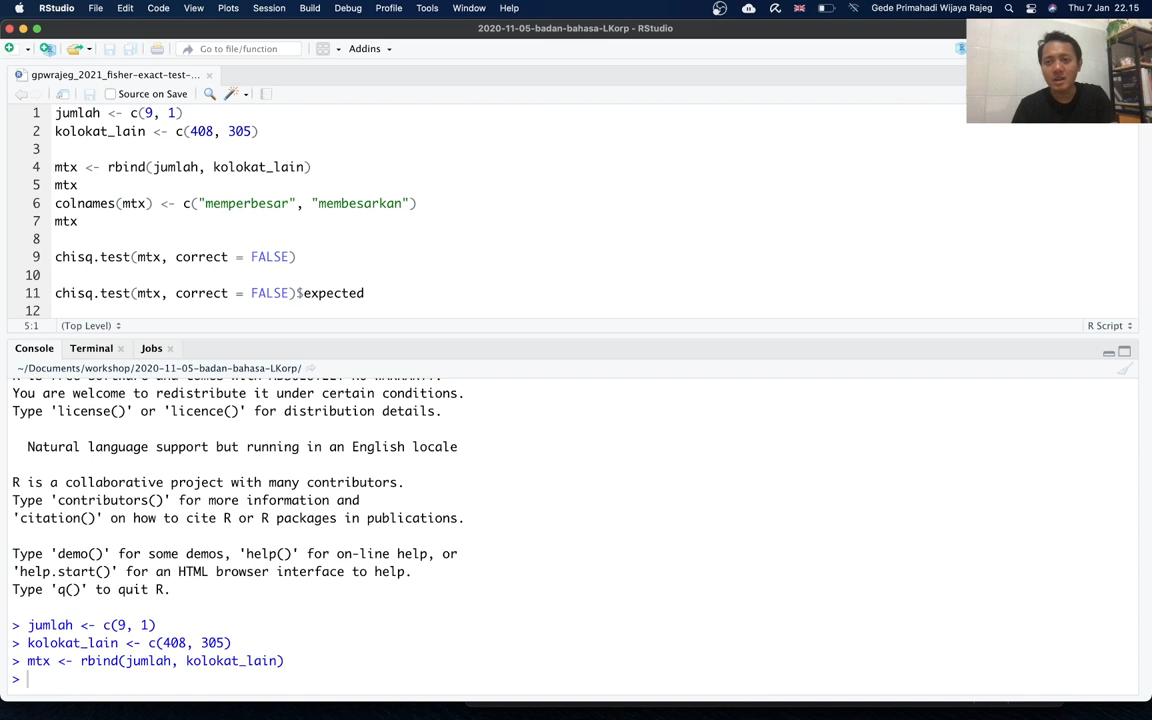 RStudio File Edit Code View Plots Session Build Debug Profile Tools Window Help Gede Primahadi Wijaya Rajeg Thu 7 Jan 22.15
2020-11-05-badan-bahasa-LKorp - RStudio
Go to file/function Addins
gpwrajeg_2021_fisher-exact-test-...
Source on Save
1 jumlah <- c(9, 1)
2 kolokat_lain <- c(408, 305)
3
4 mtx <- rbind(jumlah, kolokat_lain)
5 mtx
6 colnames(mtx) <- c("memperbesar", "membesarkan")
7 mtx
8
9 chisq.test(mtx, correct = FALSE)
10
11 chisq.test(mtx, correct = FALSE)$expected
12
5:1 (Top Level) R Script
Console Terminal Jobs
~/Documents/workshop/2020-11-05-badan-bahasa-LKorp/
You are welcome to redistribute it under certain conditions.
Type 'license()' or 'licence()' for distribution details.
Natural language support but running in an English locale
R is a collaborative project with many contributors.
Type 'contributors()' for more information and
'citation()' on how to cite R or R packages in publications.
Type 'demo()' for some demos, 'help()' for on-line help, or
'help.start()' for an HTML browser interface to help.
Type 'q()' to quit R.
> jumlah <- c(9, 1)
> kolokat_lain <- c(408, 305)
> mtx <- rbind(jumlah, kolokat_lain)
>